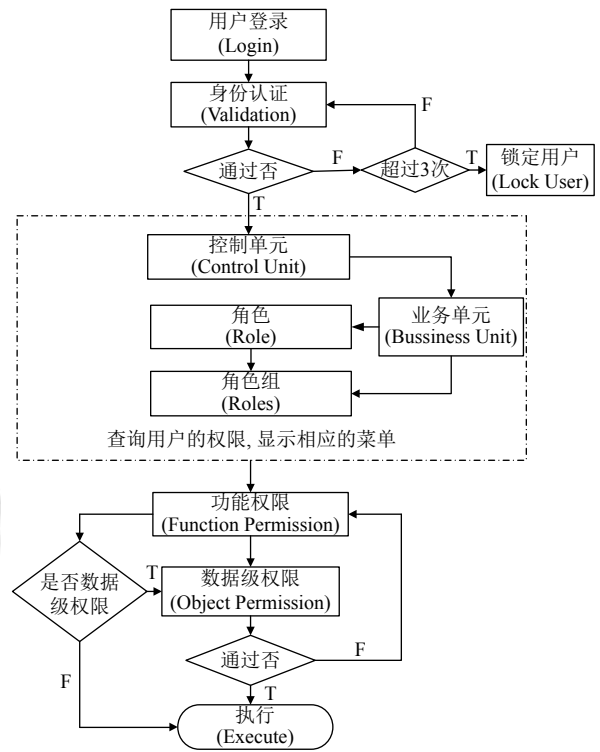 用户登录
(Login)
身份认证
(Validation)
F
通过否
F
超过3次
T
锁定用户
(Lock User)
T
控制单元
(Control Unit)
角色
(Role)
业务单元
(Bussiness Unit)
角色组
(Roles)
查询用户的权限, 显示相应的菜单
功能权限
(Function Permission)
是否数据
级权限
T
数据级权限
(Object Permission)
通过否
F
F
T
执行
(Execute)